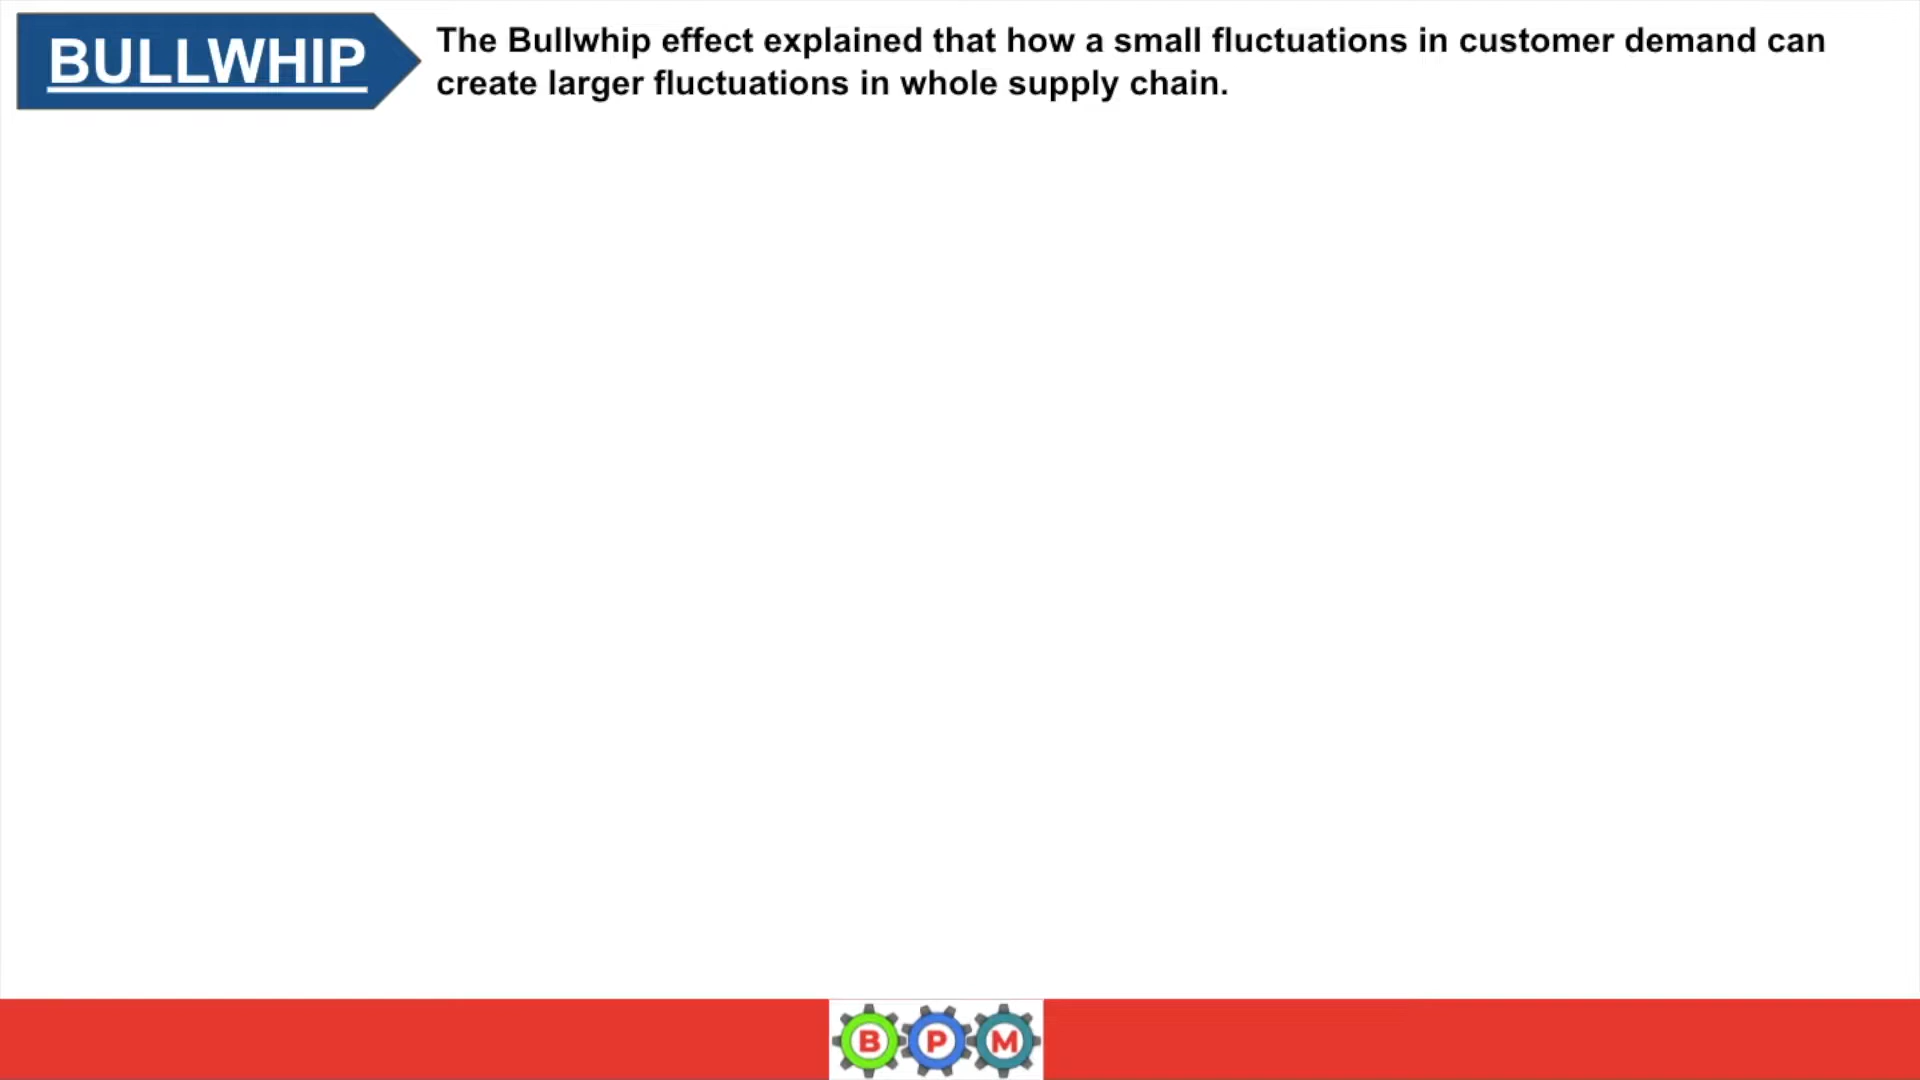 BULLWHIP
The Bullwhip effect explained that how a small fluctuations in customer demand can
create larger fluctuations in whole supply chain.
B P M